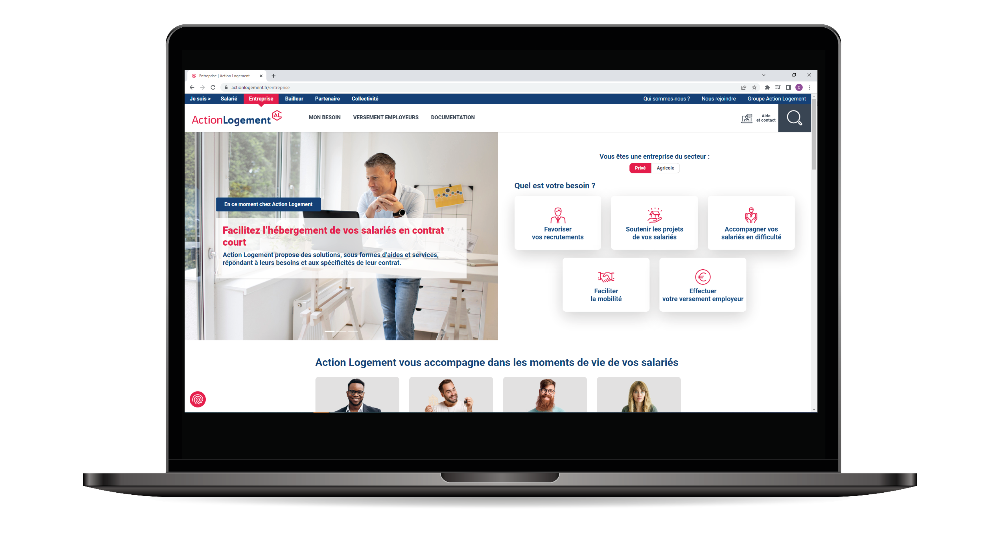 Entreprise | Action Logement
actionlogement.fr/entreprise
C
Je suis > Salarié Entreprise Bailleur Partenaire Collectivité Qui sommes-nous ? Nous rejoindre Groupe Action Logement
ActionLogement AL
MON BESOIN VERSEMENT EMPLOYEURS DOCUMENTATION
Aide
et contact
En ce moment chez Action Logement
Facilitez l’hébergement de vos salariés en contrat
court
Action Logement propose des solutions, sous formes d’aides et services,
répondant à leurs besoins et aux spécificités de leur contrat.
Vous êtes une entreprise du secteur :
Privé Agricole
Quel est votre besoin ?
Favoriser
vos recrutements
Soutenir les projets
de vos salariés
Accompagner vos
salariés en difficulté
Faciliter
la mobilité
€
Effectuer
votre versement employeur
Action Logement vous accompagne dans les moments de vie de vos salariés